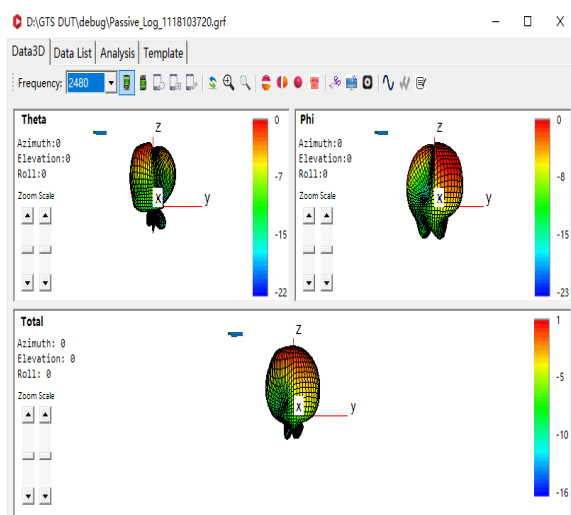 D:\GTS DUT\debug\Passive_Log_1118103720.grf
Data3D Data List Analysis Template
Frequency: 2480
Theta
Azimuth:0
Elevation:0
Roll:0
Zoom Scale
z
x
y
0
-7
-15
-22
Phi
Azimuth:0
Elevation:0
Roll:0
Zoom Scale
z
x
y
0
-8
-15
-23
Total
Azimuth: 0
Elevation: 0
Roll: 0
Zoom Scale
z
x
y
1
-5
-10
-16